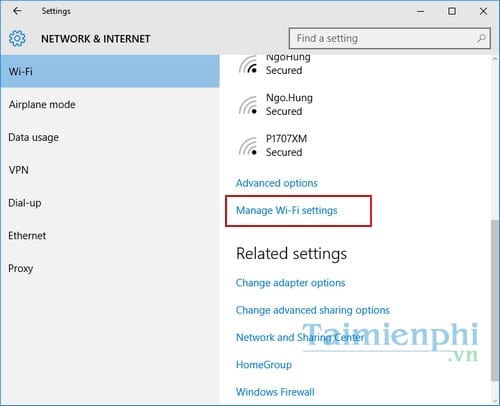 Settings
NETWORK & INTERNET
Find a setting
Wi-Fi
Airplane mode
Data usage
VPN
Dial-up
Ethernet
Proxy
NgoHung
Secured
Ngo.Hung
Secured
P1707XM
Secured
Advanced options
Manage Wi-Fi settings
Related settings
Change adapter options
Change advanced sharing options
Network and Sharing Center
HomeGroup
Windows Firewall
Taimienphi
.vn